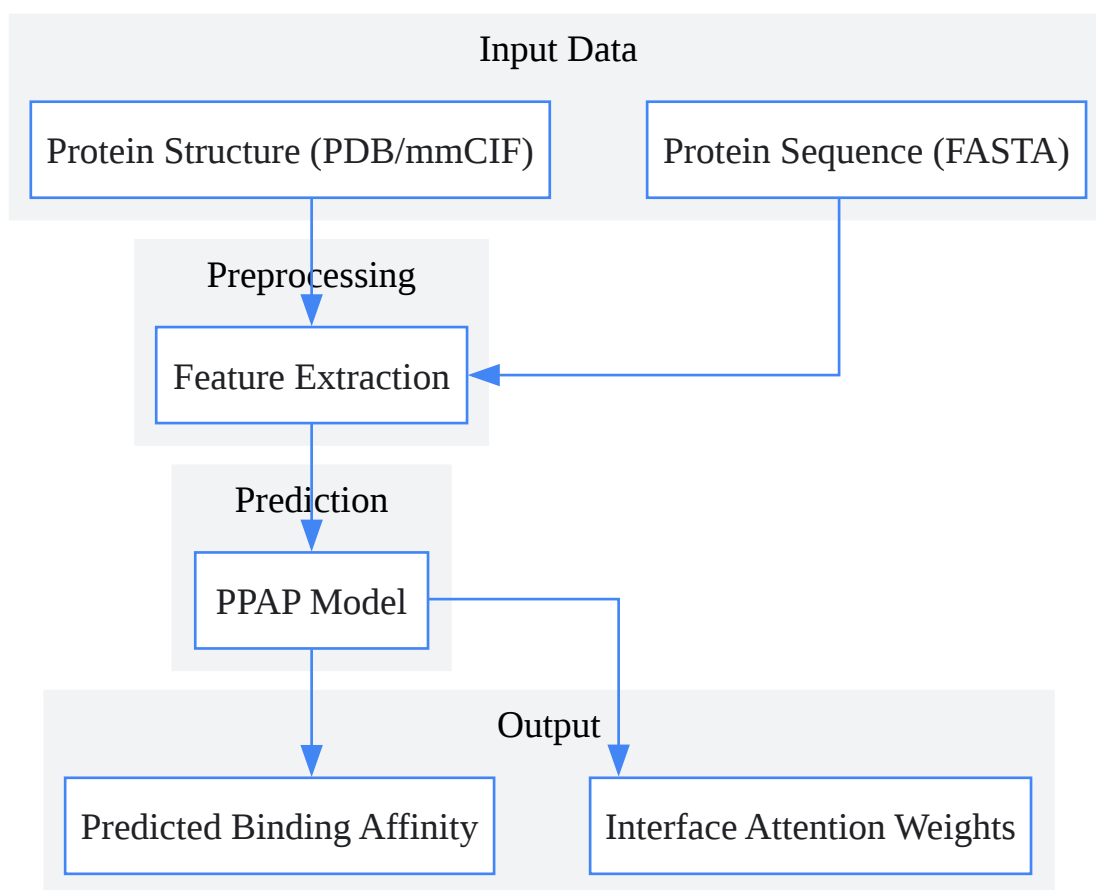 Input Data
Protein Structure (PDB/mmCIF)
Protein Sequence (FASTA)
Preprocessing
Feature Extraction
Prediction
PPAP Model
Output
Predicted Binding Affinity
Interface Attention Weights